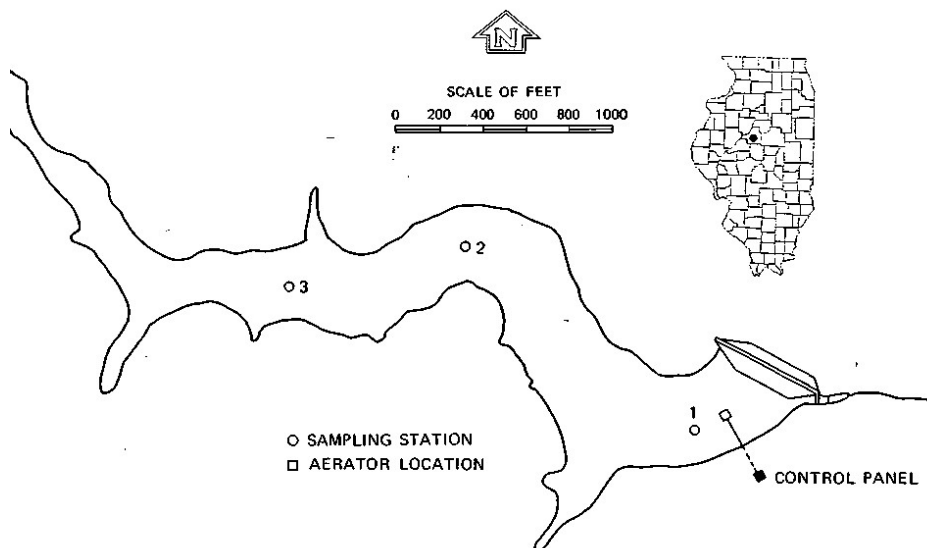 N
SCALE OF FEET
0 200 400 600 800 1000
2
3
1
SAMPLING STATION
AERATOR LOCATION
CONTROL PANEL